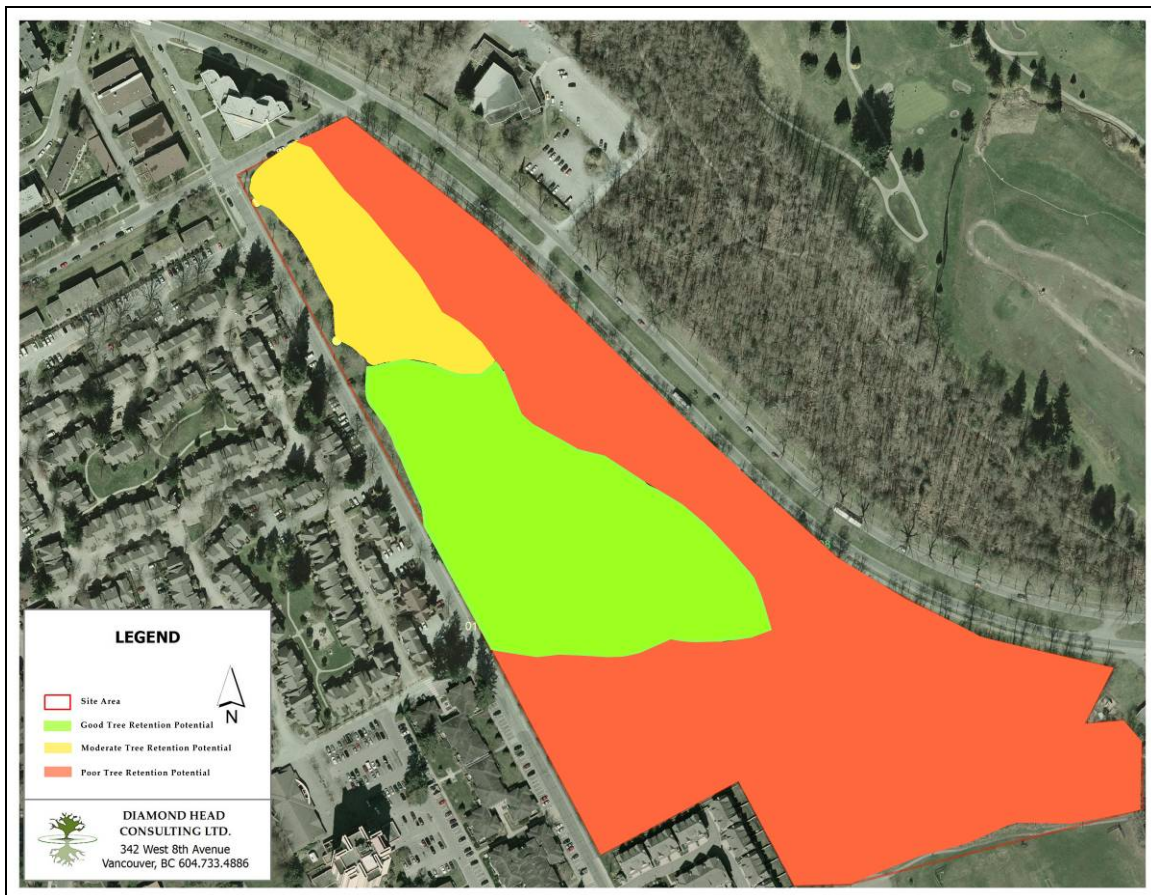 01
LEGEND
N
Site Area
Good Tree Retention Potential
Moderate Tree Retention Potential
Poor Tree Retention Potential
DIAMOND HEAD
CONSULTING LTD.
342 West 8th Avenue
Vancouver, BC 604.733.4886